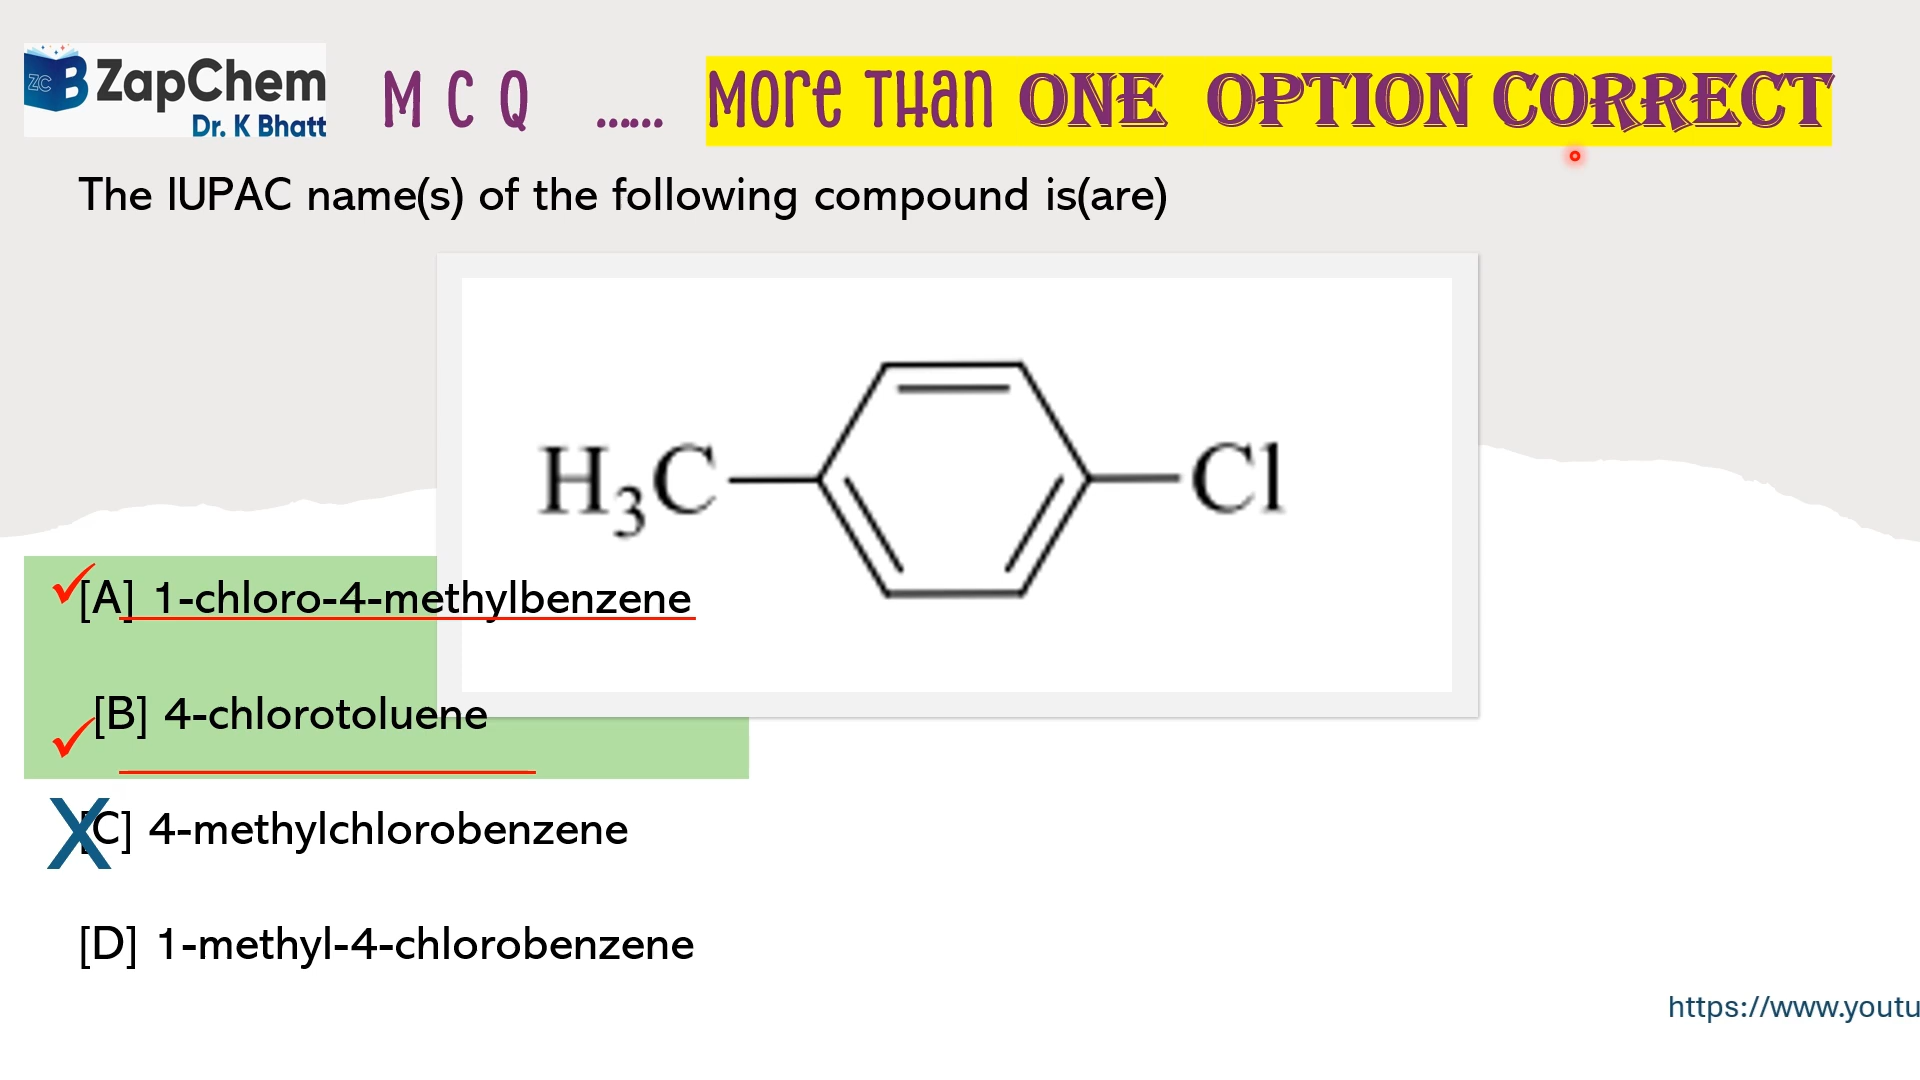 ZC B ZapChem
Dr. K Bhatt
M C Q ...... More Than ONE OPTION CORRECT
The IUPAC name(s) of the following compound is(are)
H3C Cl
[A] 1-chloro-4-methylbenzene
[B] 4-chlorotoluene
X [C] 4-methylchlorobenzene
[D] 1-methyl-4-chlorobenzene
https://www.youtu